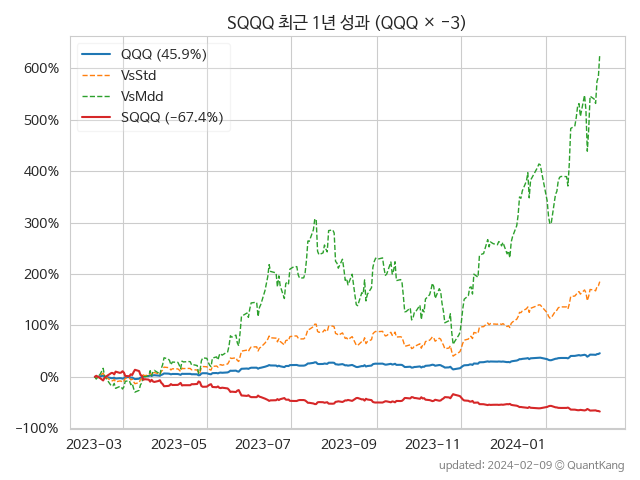 SQQQ 최근 1년 성과 (QQQ × −3)
QQQ (45.9%)
VsStd
VsMdd
SQQQ (−67.4%)
600%
500%
400%
300%
200%
100%
0%
−100%
2023-03 2023-05 2023-07 2023-09 2023-11 2024-01
updated: 2024-02-09 © QuantKang